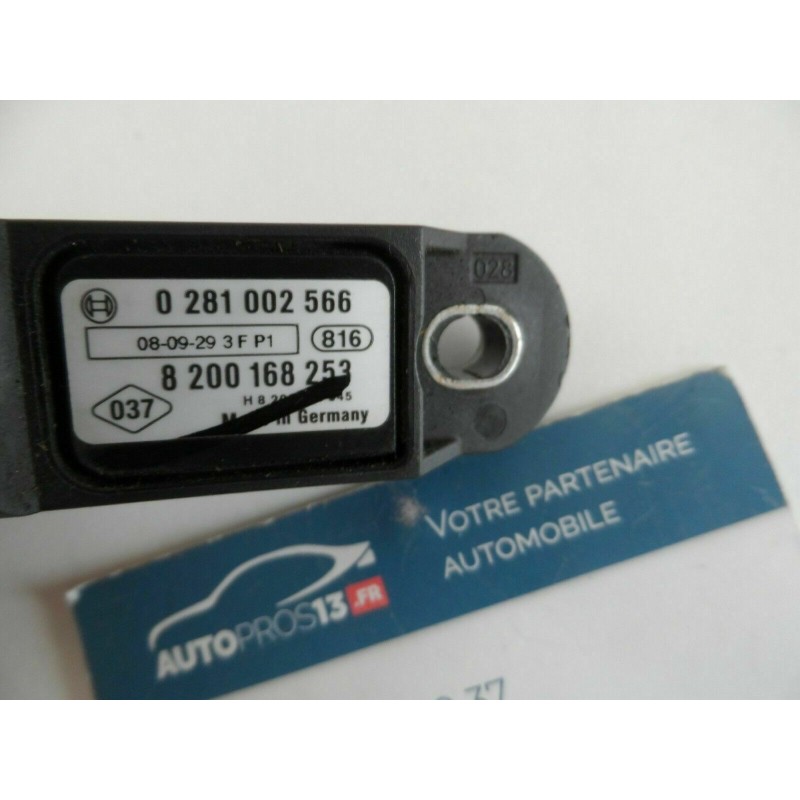 028
0 281 002 566
08-09-29 3 F P1 816
8 200 168 253
037
in Germany
VOTRE PARTENAIRE
AUTOMOBILE
AUTOPROS13.FR